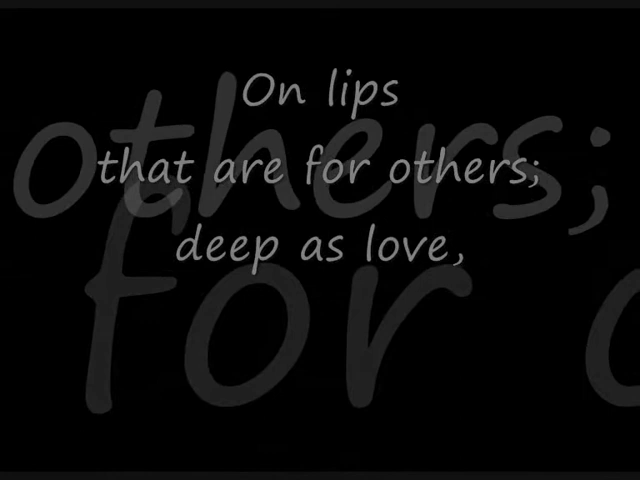 On lips
that are for others;
deep as love,
others;
for